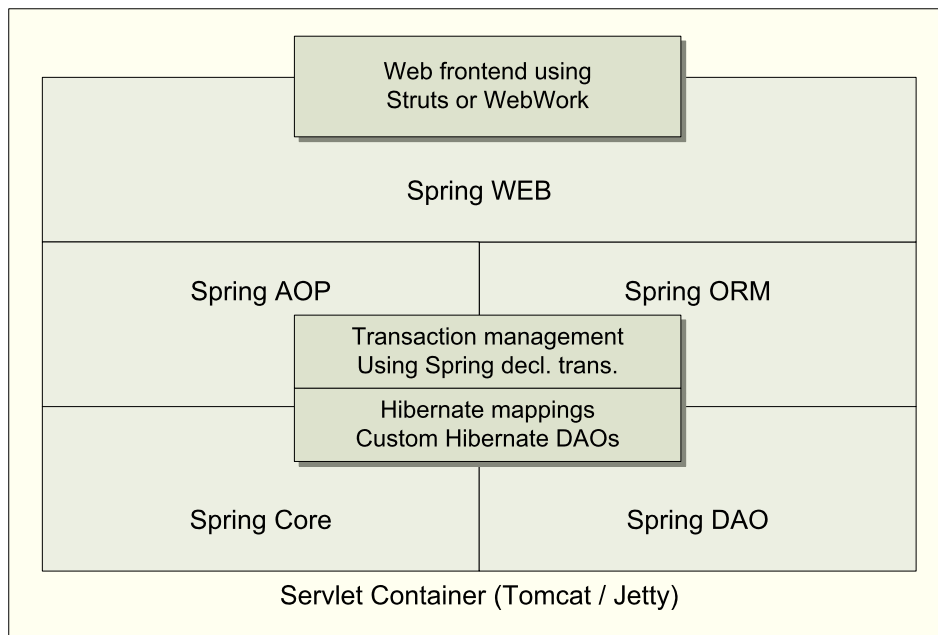 Web frontend using
Struts or WebWork
Spring WEB
Spring AOP
Spring ORM
Transaction management
Using Spring decl. trans.
Hibernate mappings
Custom Hibernate DAOs
Spring Core
Spring DAO
Servlet Container (Tomcat / Jetty)